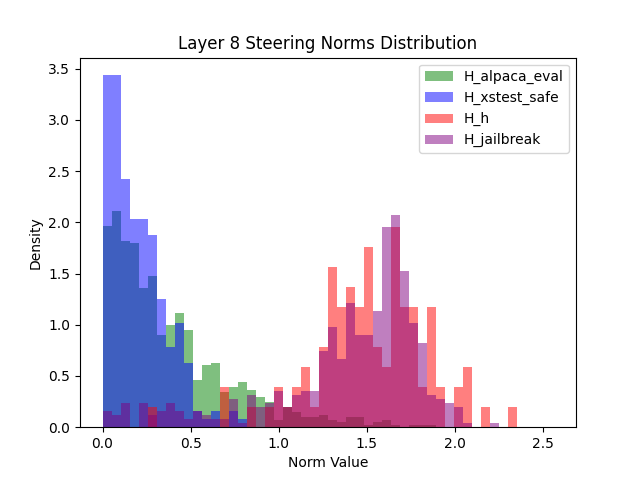 Layer 8 Steering Norms Distribution
H_alpaca_eval
H_xstest_safe
H_h
H_jailbreak
Density
3.5
3.0
2.5
2.0
1.5
1.0
0.5
0.0
0.0 0.5 1.0 1.5 2.0 2.5
Norm Value